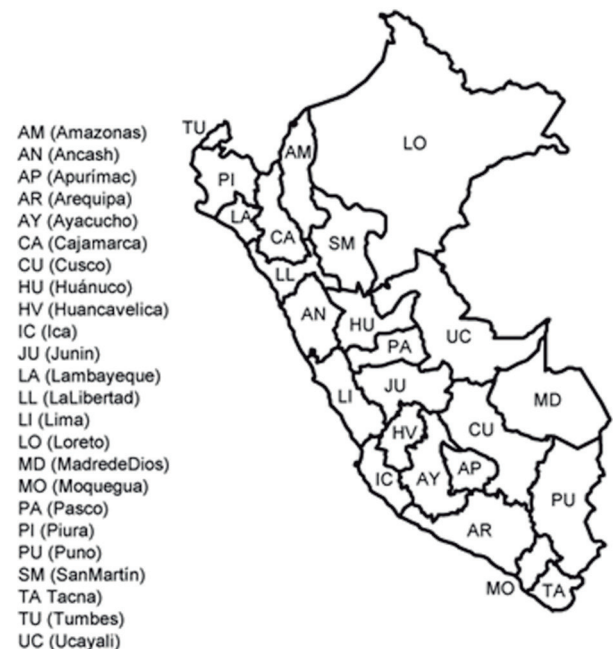 AM (Amazonas)
AN (Ancash)
AP (Apurímac)
AR (Arequipa)
AY (Ayacucho)
CA (Cajamarca)
CU (Cusco)
HU (Huánuco)
HV (Huancavelica)
IC (Ica)
JU (Junin)
LA (Lambayeque)
LL (LaLibertad)
LI (Lima)
LO (Loreto)
MD (MadredeDios)
MO (Moquegua)
PA (Pasco)
PI (Piura)
PU (Puno)
SM (SanMartín)
TA Tacna)
TU (Tumbes)
UC (Ucayali)
TU
LO
AM
PI
LA
CA
SM
LL
AN
HU
UC
PA
LI
JU
MD
HV
CU
IC
AY
AP
PU
AR
MO
TA